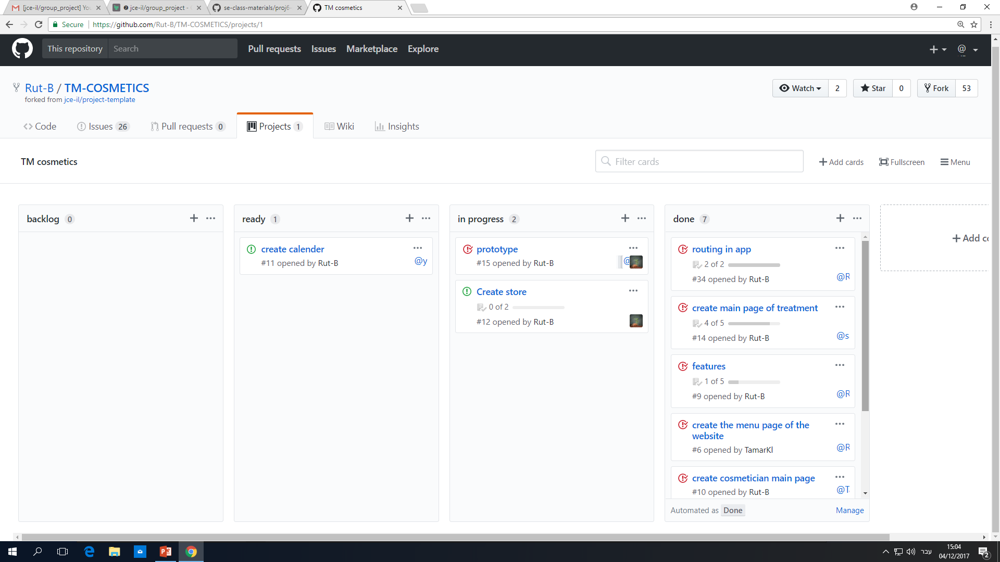 [jce-il/group_project] You
jce-il/group_project -
se-class-materials/proj6-
TM cosmetics
Secure
https://github.com/Rut-B/TM-COSMETICS/projects/1
This repository
Search
Pull requests
Issues
Marketplace
Explore
@
Rut-B / TM-COSMETICS
forked from jce-il/project-template
Watch 2
Star 0
Fork 53
Code
Issues 26
Pull requests 0
Projects 1
Wiki
Insights
TM cosmetics
Filter cards
Add cards
Fullscreen
Menu
backlog 0
ready 1
create calender
#11 opened by Rut-B
@y
in progress 2
prototype
#15 opened by Rut-B
@
Create store
0 of 2
#12 opened by Rut-B
done 7
routing in app
2 of 2
#34 opened by Rut-B
@R
create main page of treatment
4 of 5
#14 opened by Rut-B
@s
features
1 of 5
#9 opened by Rut-B
@R
create the menu page of the
website
#6 opened by TamarKl
@R
create cosmetician main page
#10 opened by Rut-B
@T
Automated as Done
Manage
Add co
עבר
15:04
04/12/2017
2